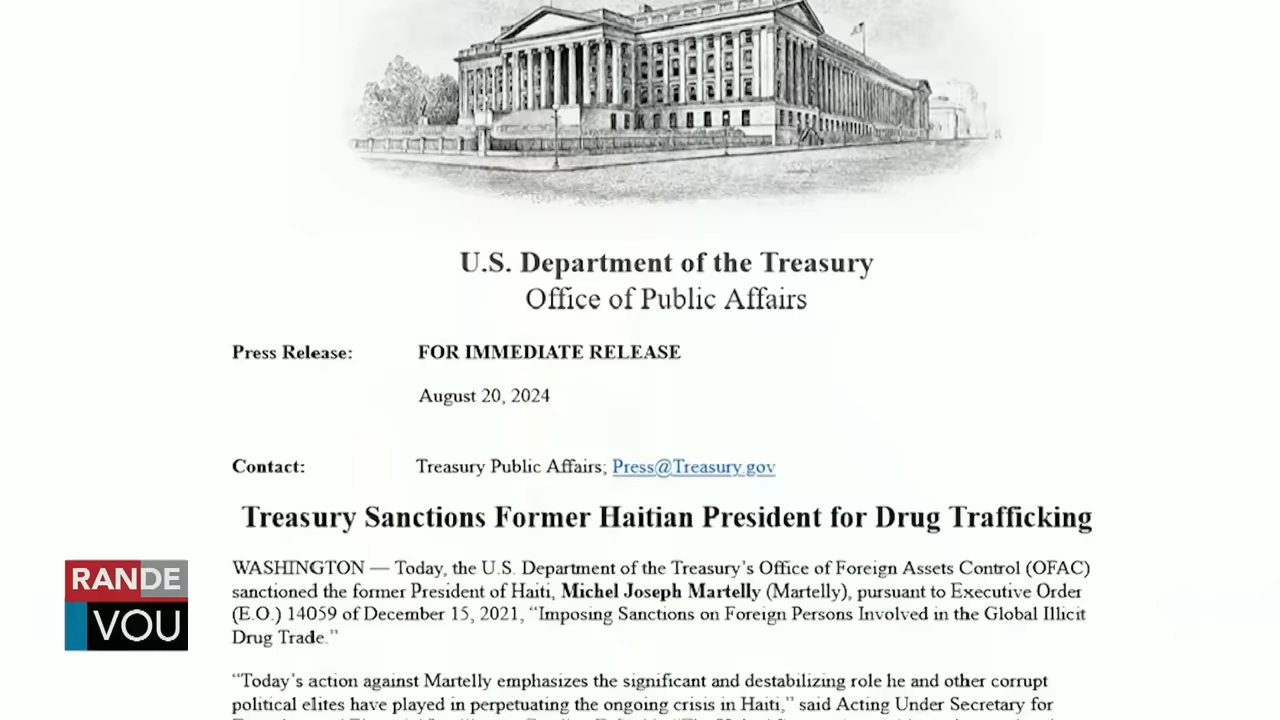 U.S. Department of the Treasury
Office of Public Affairs
Press Release: FOR IMMEDIATE RELEASE
August 20, 2024
Contact: Treasury Public Affairs; Press@Treasury.gov
Treasury Sanctions Former Haitian President for Drug Trafficking
WASHINGTON — Today, the U.S. Department of the Treasury’s Office of Foreign Assets Control (OFAC)
sanctioned the former President of Haiti, Michel Joseph Martelly (Martelly), pursuant to Executive Order
(E.O.) 14059 of December 15, 2021, “Imposing Sanctions on Foreign Persons Involved in the Global Illicit
Drug Trade.”
“Today’s action against Martelly emphasizes the significant and destabilizing role he and other corrupt
political elites have played in perpetuating the ongoing crisis in Haiti,” said Acting Under Secretary for
RANDE
VOU